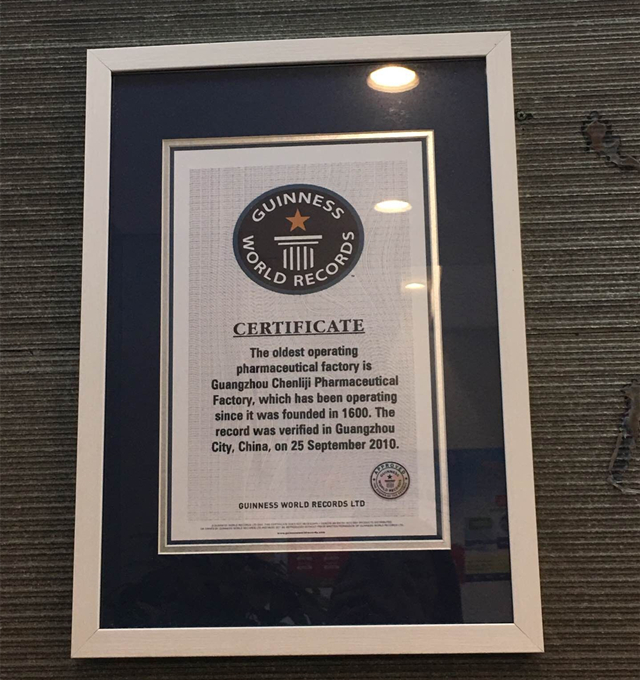 GUINNESS
WORLD RECORDS
CERTIFICATE
The oldest operating
pharmaceutical factory is
Guangzhou Chenliji Pharmaceutical
Factory, which has been operating
since it was founded in 1600. The
record was verified in Guangzhou
City, China, on 25 September 2010.
APPROVED
GUINNESS WORLD RECORDS LTD